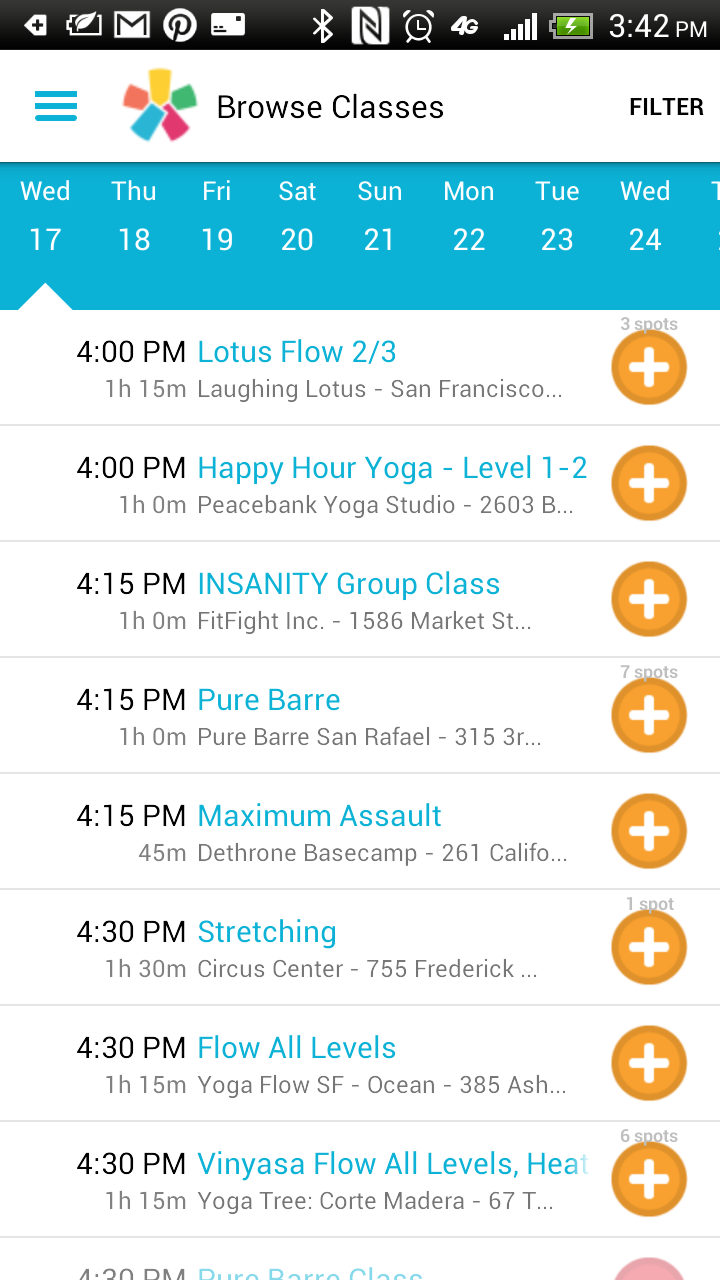 4G 3:42 PM
Browse Classes FILTER
Wed Thu Fri Sat Sun Mon Tue Wed
17 18 19 20 21 22 23 24
3 spots
4:00 PM Lotus Flow 2/3
1h 15m Laughing Lotus - San Francisco...
4:00 PM Happy Hour Yoga - Level 1-2
1h 0m Peacebank Yoga Studio - 2603 B...
4:15 PM INSANITY Group Class
1h 0m FitFight Inc. - 1586 Market St...
7 spots
4:15 PM Pure Barre
1h 0m Pure Barre San Rafael - 315 3r...
4:15 PM Maximum Assault
45m Dethrone Basecamp - 261 Califo...
1 spot
4:30 PM Stretching
1h 30m Circus Center - 755 Frederick ...
4:30 PM Flow All Levels
1h 15m Yoga Flow SF - Ocean - 385 Ash...
6 spots
4:30 PM Vinyasa Flow All Levels, Heat
1h 15m Yoga Tree: Corte Madera - 67 T...
4:30 PM Pure Barre Class